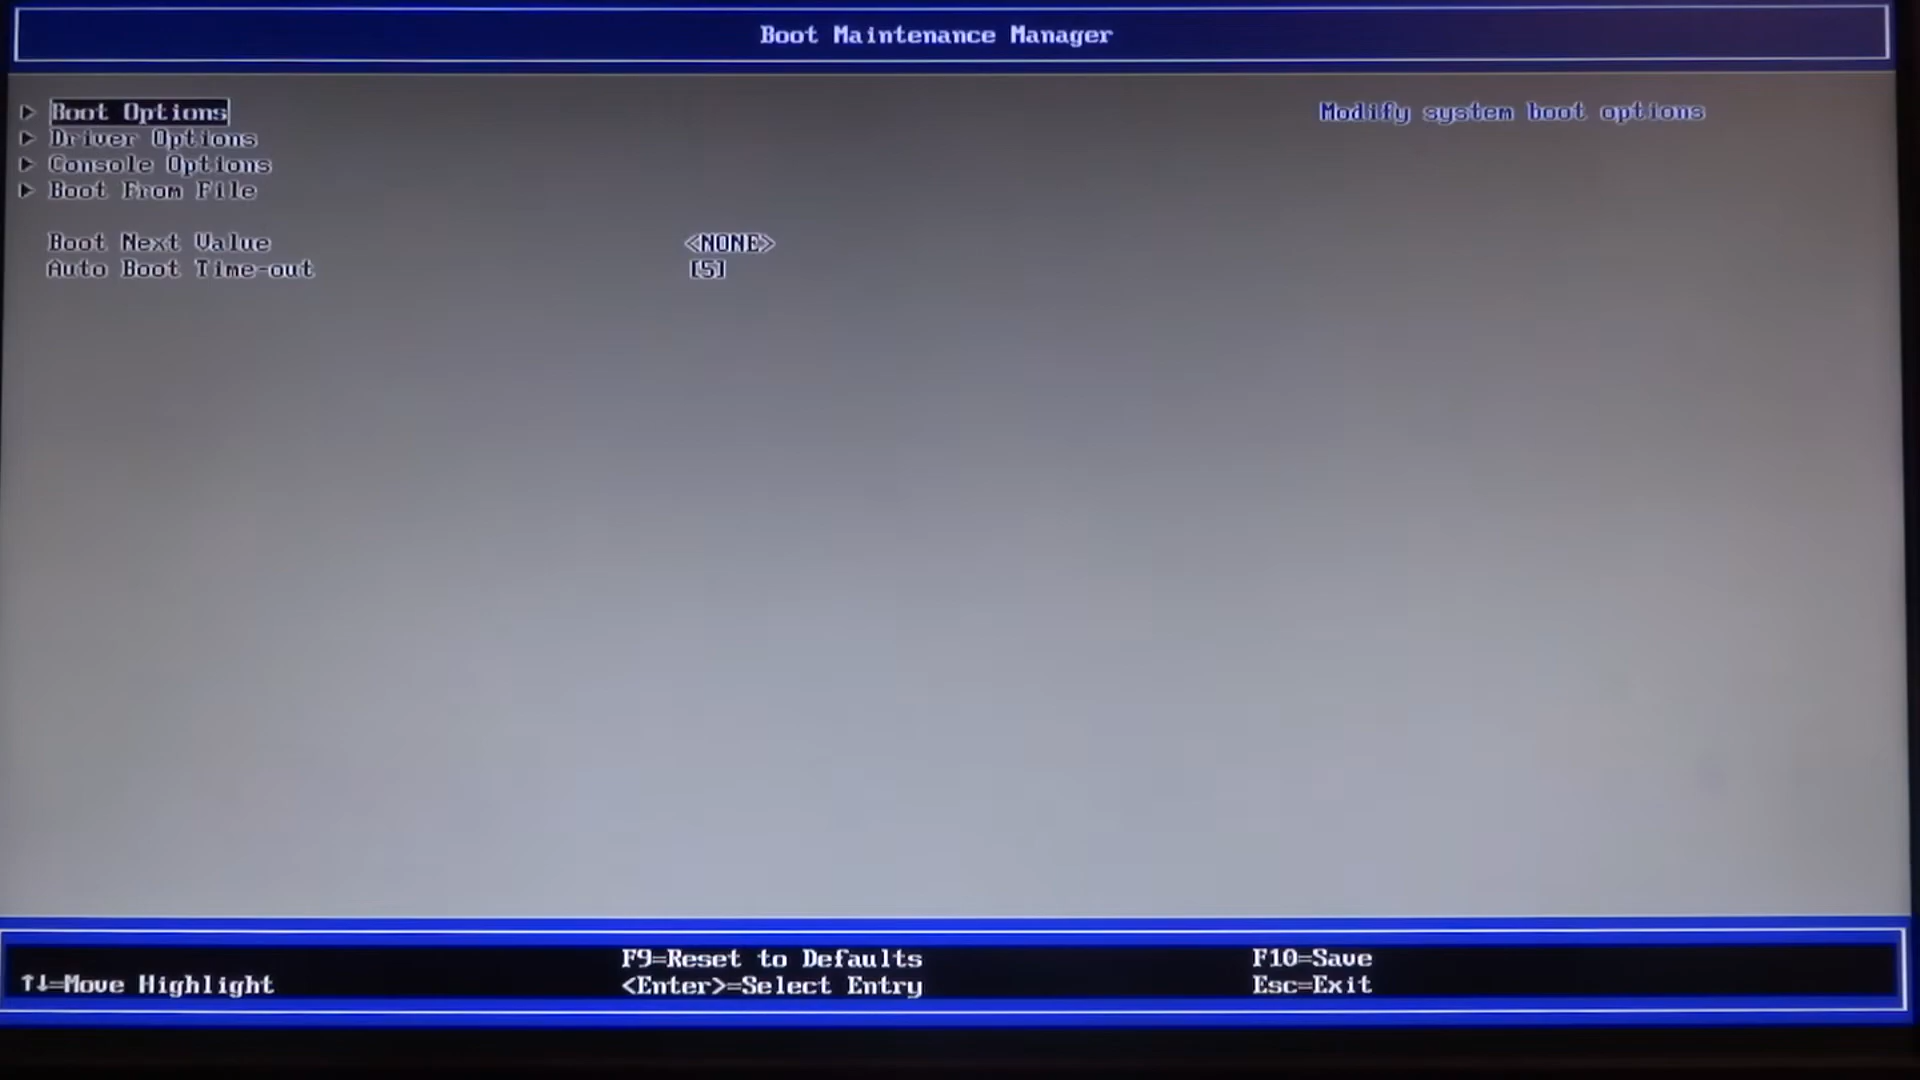 Boot Maintenance Manager
Boot Options
Modify system boot options
Driver Options
Console Options
Boot From File
Boot Next Value <NONE>
Auto Boot Time-out [5]
F9=Reset to Defaults F10=Save
↑↓=Move Highlight <Enter>=Select Entry Esc=Exit